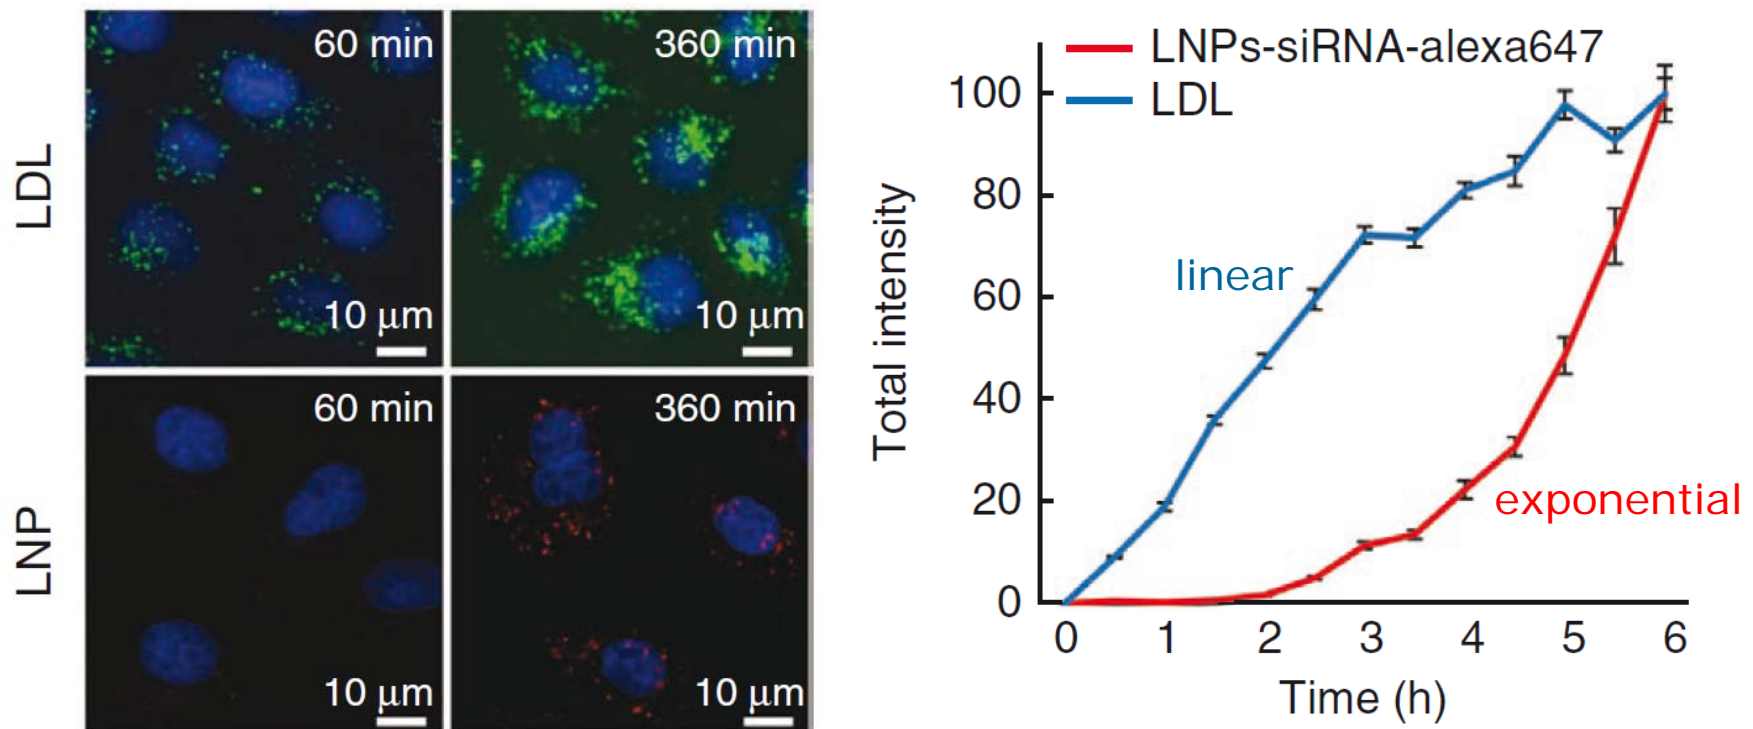 LDL
60 min
10 μm
360 min
10 μm
LNP
60 min
10 μm
360 min
10 μm
LNPs-siRNA-alexa647
LDL
Total intensity
100
80
60
40
20
0
linear
exponential
0 1 2 3 4 5 6
Time (h)